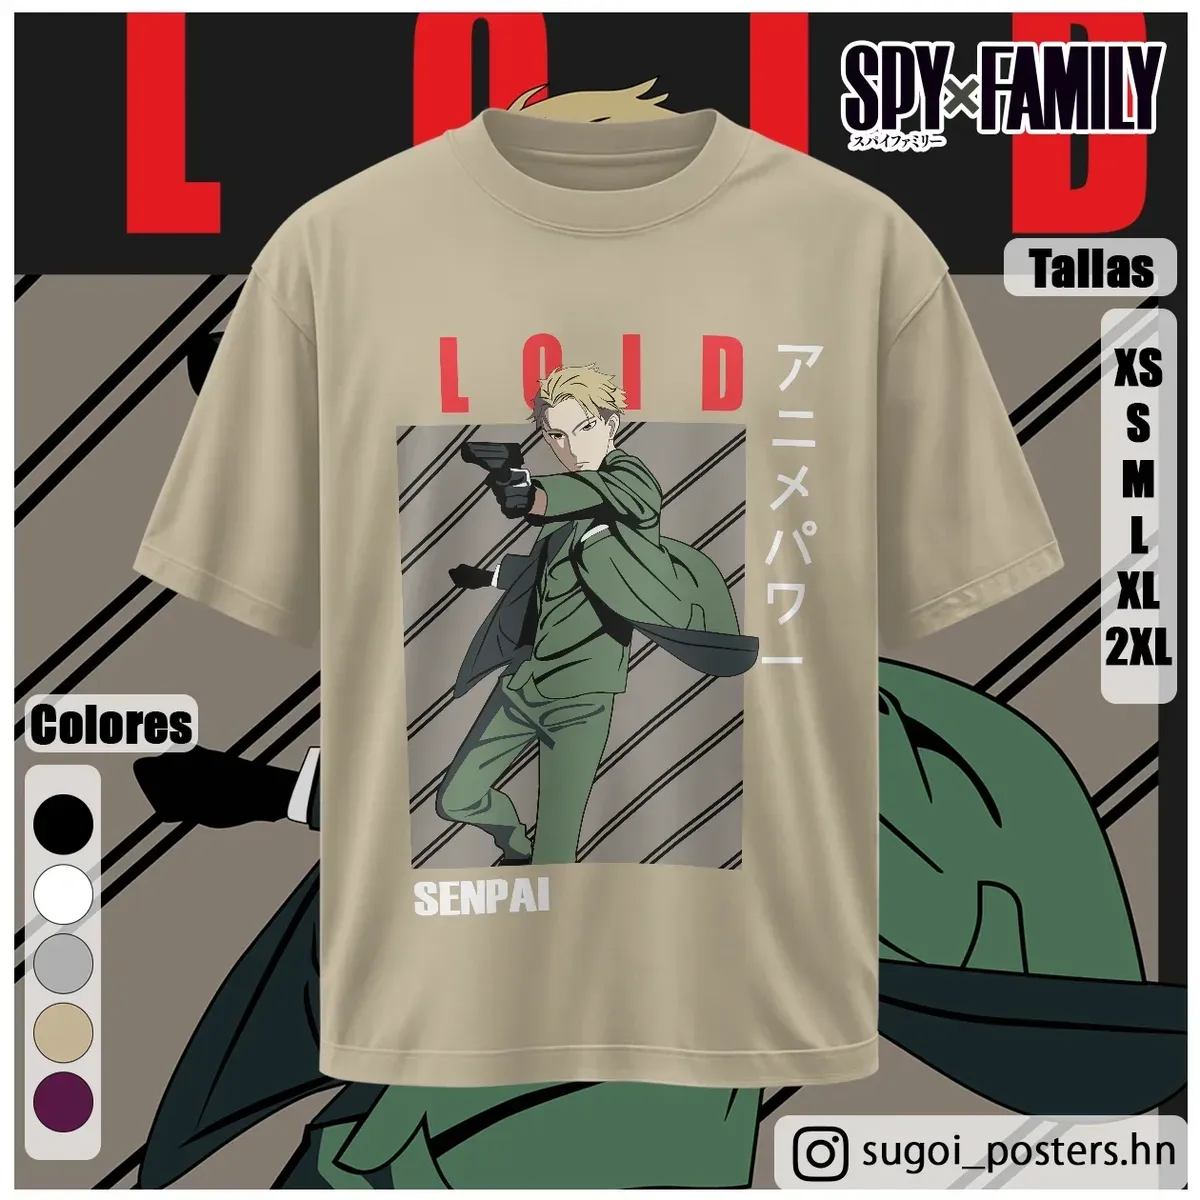 LOID
SPY×FAMILY
スパイファミリー
Tallas
XS
S
M
L
XL
2XL
LOID
アニメパワー
SENPAI
Colores
sugoi_posters.hn